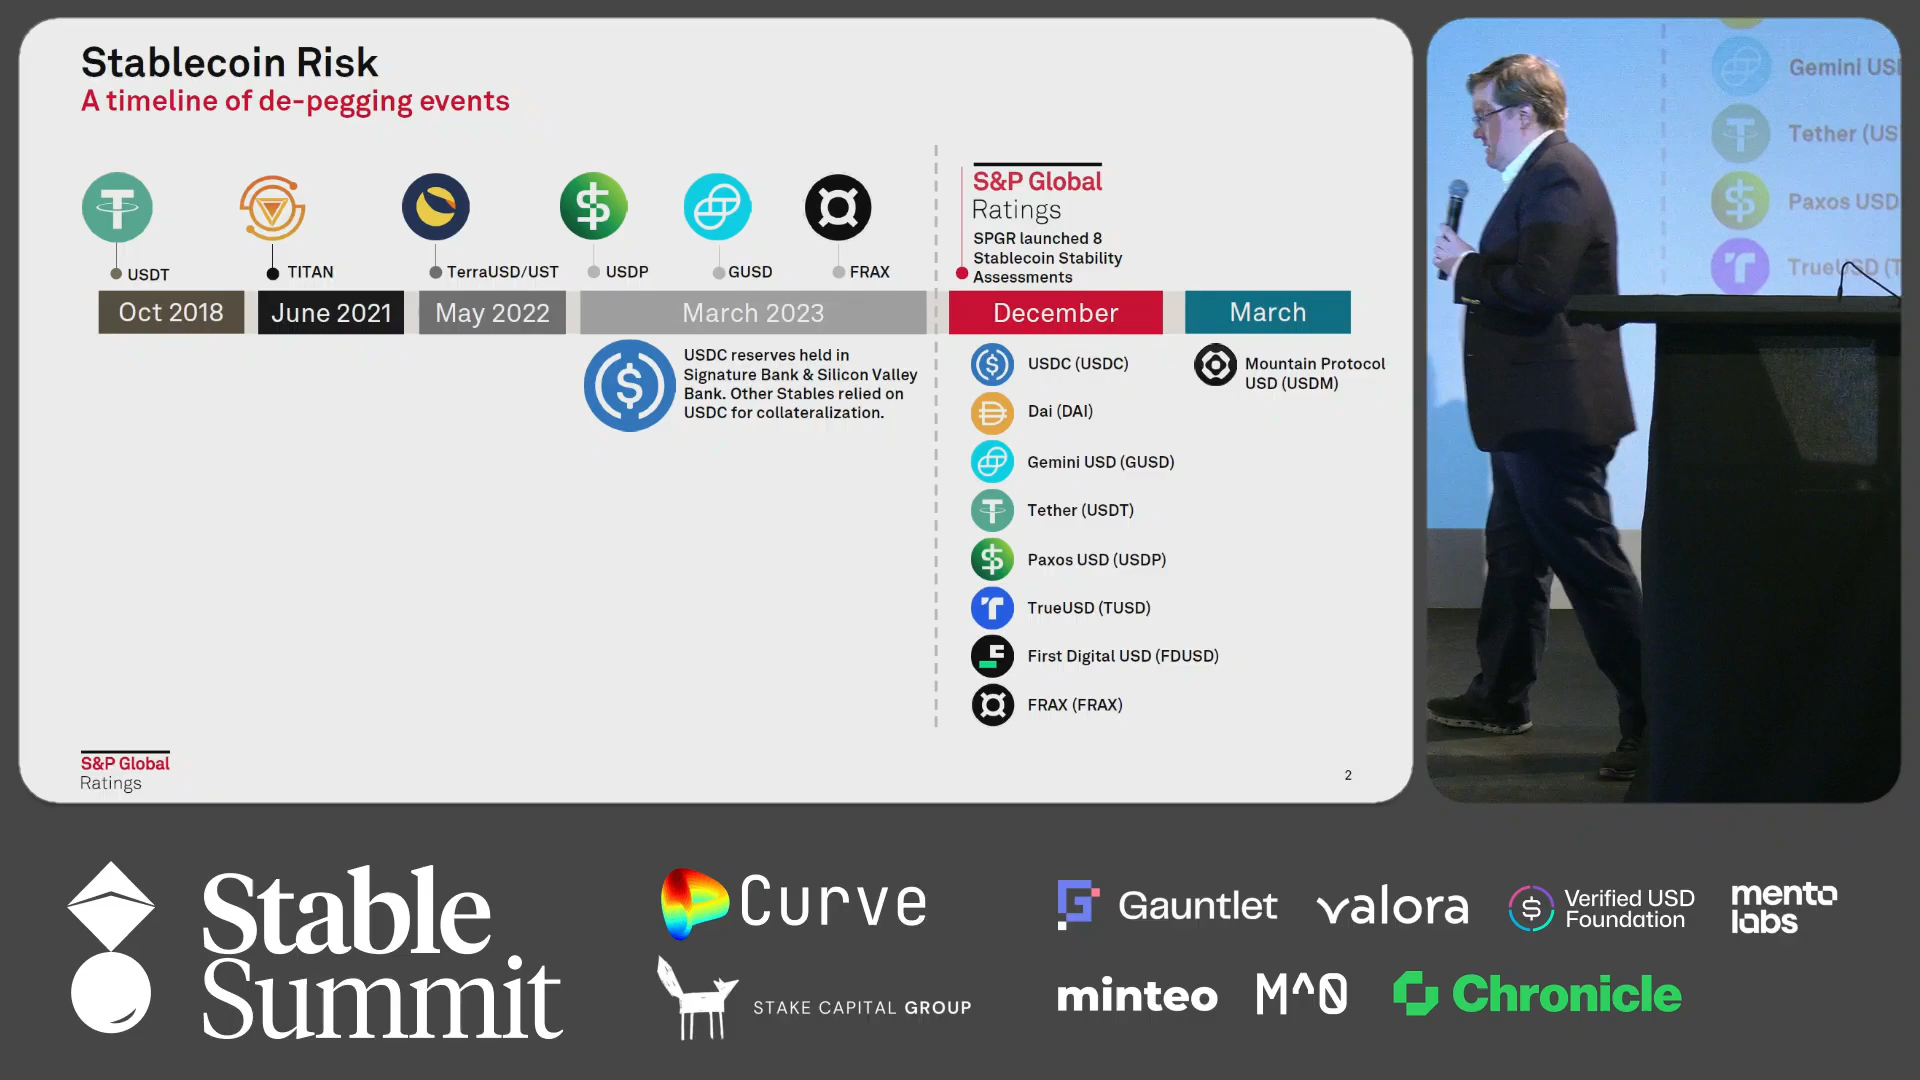 Stablecoin Risk
A timeline of de-pegging events
USDT
TITAN
TerraUSD/UST
USDP
GUSD
FRAX
S&P Global
Ratings
SPGR launched 8
Stablecoin Stability
Assessments
Oct 2018
June 2021
May 2022
March 2023
December
March
USDC reserves held in
Signature Bank & Silicon Valley
Bank. Other Stables relied on
USDC for collateralization.
USDC (USDC)
Dai (DAI)
Gemini USD (GUSD)
Tether (USDT)
Paxos USD (USDP)
TrueUSD (TUSD)
First Digital USD (FDUSD)
FRAX (FRAX)
Mountain Protocol
USD (USDM)
S&P Global
Ratings
2
Gemini US
Tether (US
Paxos USD
TrueUSD (T
Stable
Summit
Curve
STAKE CAPITAL GROUP
Gauntlet
valora
Verified USD
Foundation
mento
labs
minteo
M^0
Chronicle